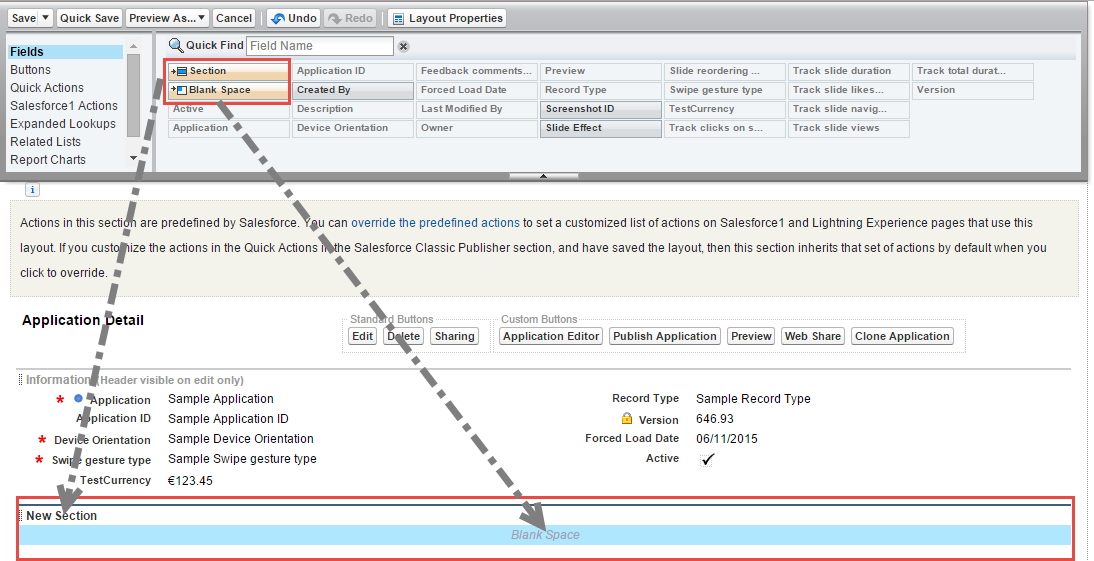 Save Quick Save Preview As... Cancel Undo Redo Layout Properties
Fields
Buttons
Quick Actions
Salesforce1 Actions
Expanded Lookups
Related Lists
Report Charts
Quick Find Field Name
Section Application ID Feedback comments... Preview Slide reordering ... Track slide duration Track total durat...
Blank Space Created By Forced Load Date Record Type Swipe gesture type Track slide likes... Version
Active Description Last Modified By Screenshot ID TestCurrency Track slide navig...
Application Device Orientation Owner Slide Effect Track clicks on s... Track slide views
i
Actions in this section are predefined by Salesforce. You can override the predefined actions to set a customized list of actions on Salesforce1 and Lightning Experience pages that use this
layout. If you customize the actions in the Quick Actions in the Salesforce Classic Publisher section, and have saved the layout, then this section inherits that set of actions by default when you
click to override.
Application Detail
Standard Buttons
Edit Delete Sharing
Custom Buttons
Application Editor Publish Application Preview Web Share Clone Application
Information (Header visible on edit only)
* Application Sample Application
Application ID Sample Application ID
* Device Orientation Sample Device Orientation
* Swipe gesture type Sample Swipe gesture type
TestCurrency €123.45
Record Type Sample Record Type
Version 646.93
Forced Load Date 06/11/2015
Active ✓
New Section
Blank Space